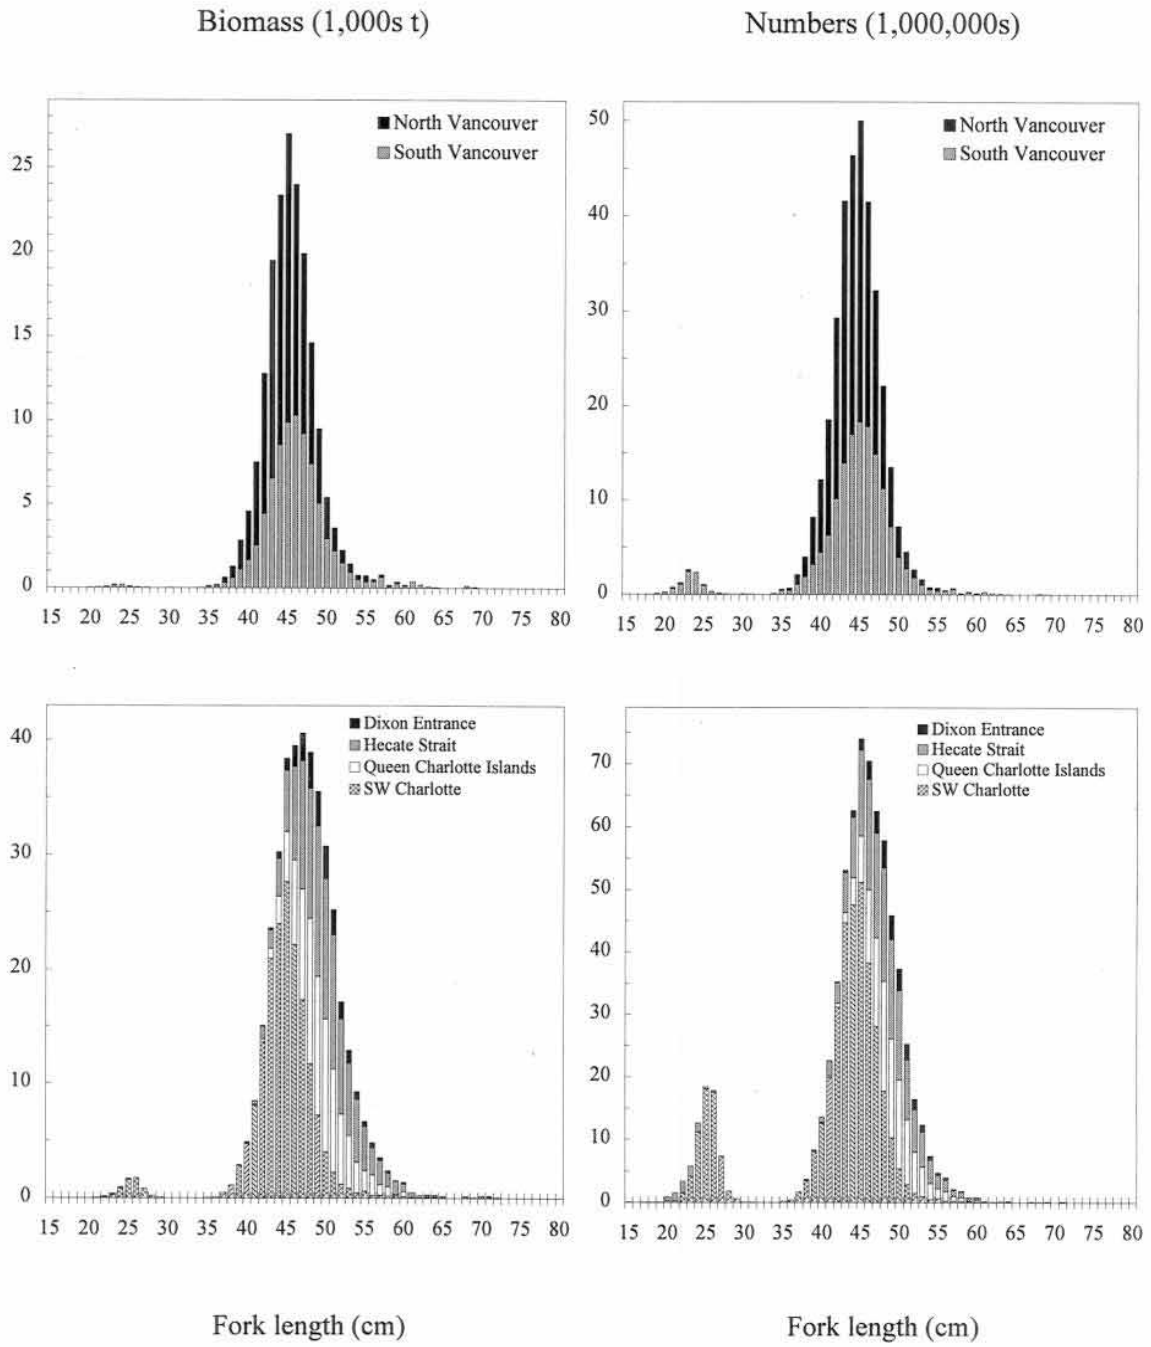 Biomass (1,000s t)
Numbers (1,000,000s)
North Vancouver
South Vancouver
25
20
15
10
5
0
15 20 25 30 35 40 45 50 55 60 65 70 75 80
North Vancouver
South Vancouver
50
40
30
20
10
0
15 20 25 30 35 40 45 50 55 60 65 70 75 80
Dixon Entrance
Hecate Strait
Queen Charlotte Islands
SW Charlotte
40
30
20
10
0
15 20 25 30 35 40 45 50 55 60 65 70 75 80
Dixon Entrance
Hecate Strait
Queen Charlotte Islands
SW Charlotte
70
60
50
40
30
20
10
0
15 20 25 30 35 40 45 50 55 60 65 70 75 80
Fork length (cm)
Fork length (cm)